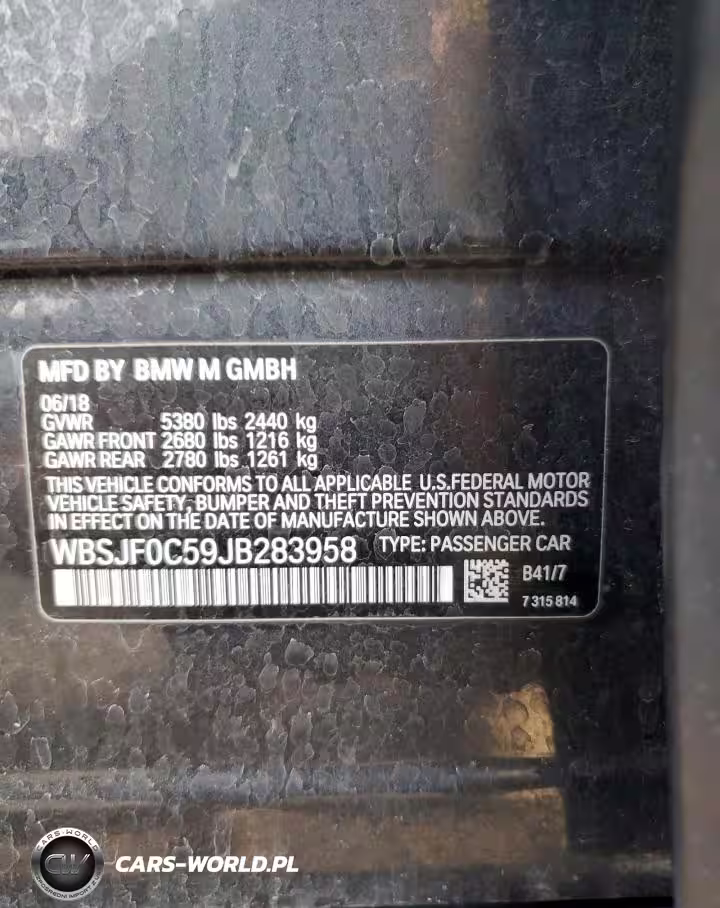 MFD BY BMW M GMBH
06/18
GVWR 5380 lbs 2440 kg
GAWR FRONT 2680 lbs 1216 kg
GAWR REAR 2780 lbs 1261 kg
THIS VEHICLE CONFORMS TO ALL APPLICABLE U.S.FEDERAL MOTOR
VEHICLE SAFETY, BUMPER AND THEFT PREVENTION STANDARDS
IN EFFECT ON THE DATE OF MANUFACTURE SHOWN ABOVE.
WBSJF0C59JB283958 TYPE: PASSENGER CAR
B41/7
7 315 814
CARS-WORLD
CW
CARS-WORLD.PL